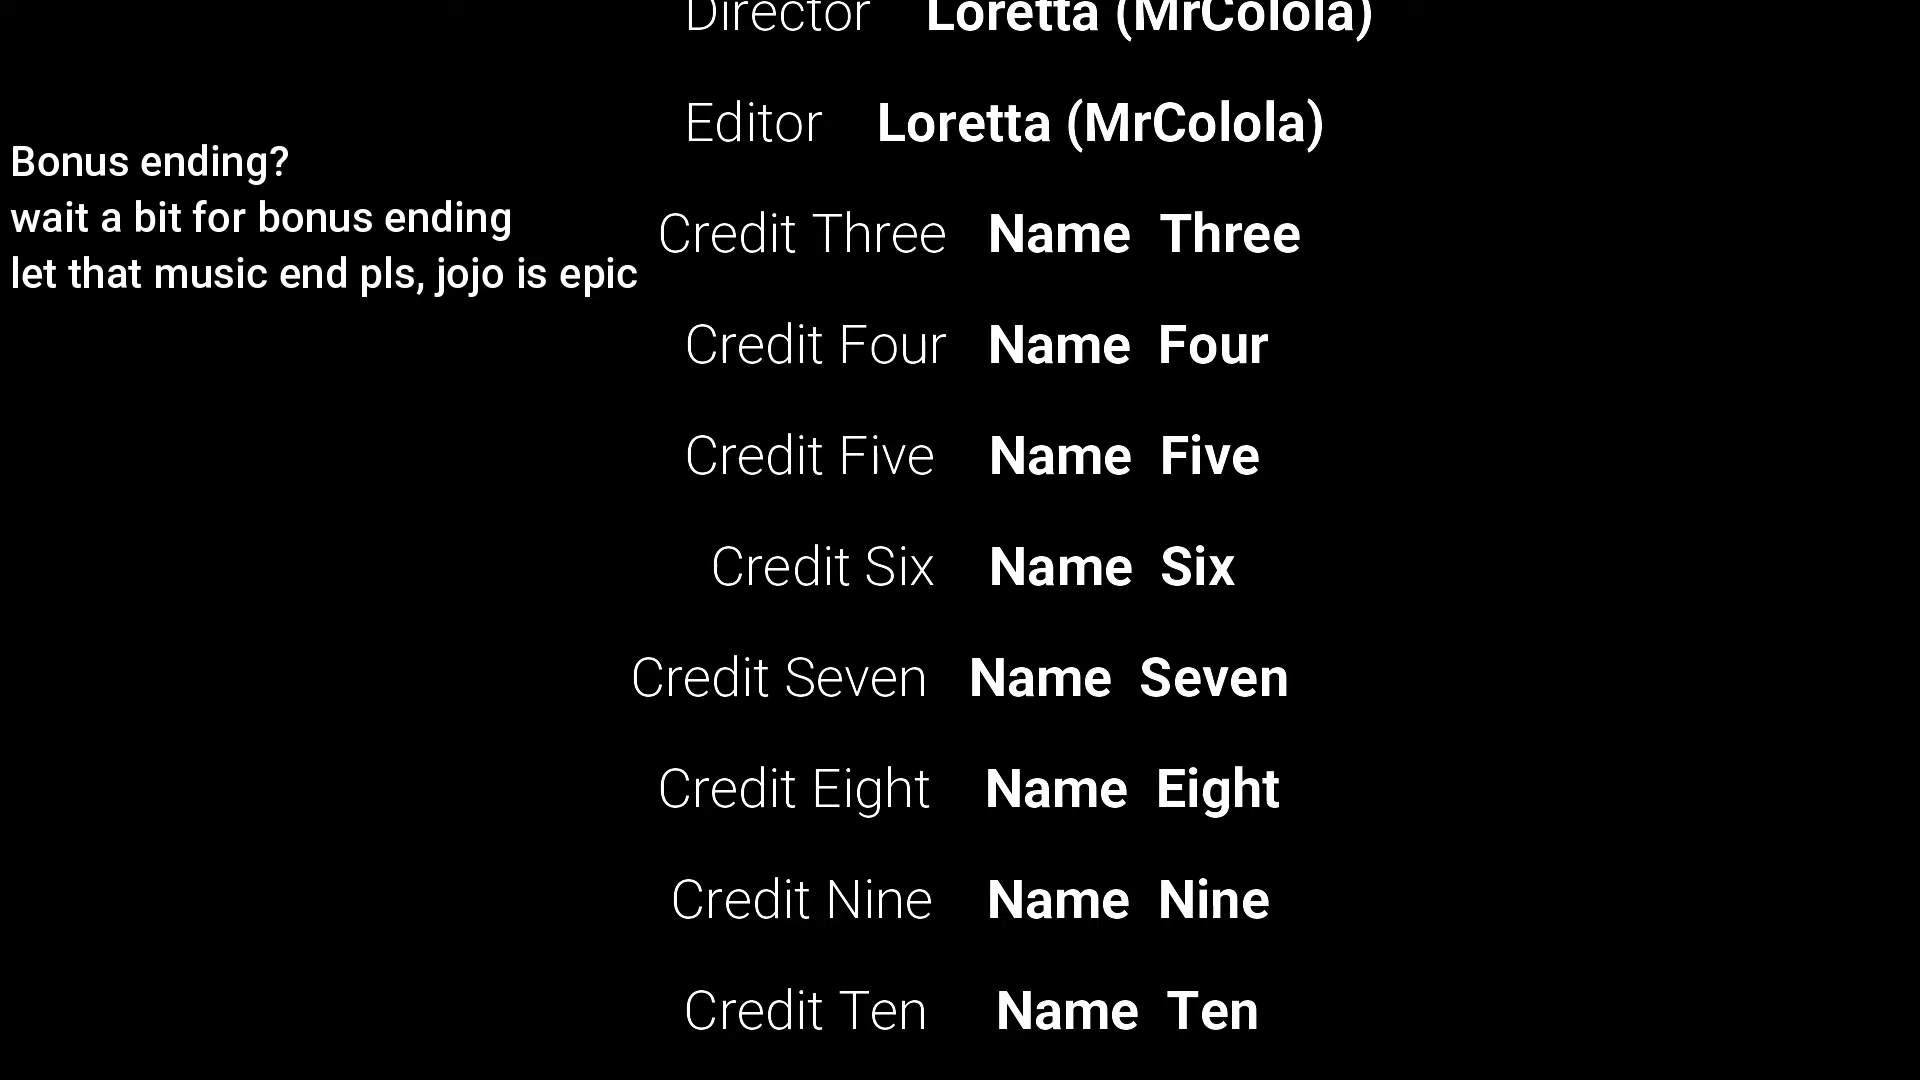 Director Loretta (MrColola)
Editor Loretta (MrColola)
Bonus ending?
wait a bit for bonus ending
let that music end pls, jojo is epic
Credit Three Name Three
Credit Four Name Four
Credit Five Name Five
Credit Six Name Six
Credit Seven Name Seven
Credit Eight Name Eight
Credit Nine Name Nine
Credit Ten Name Ten